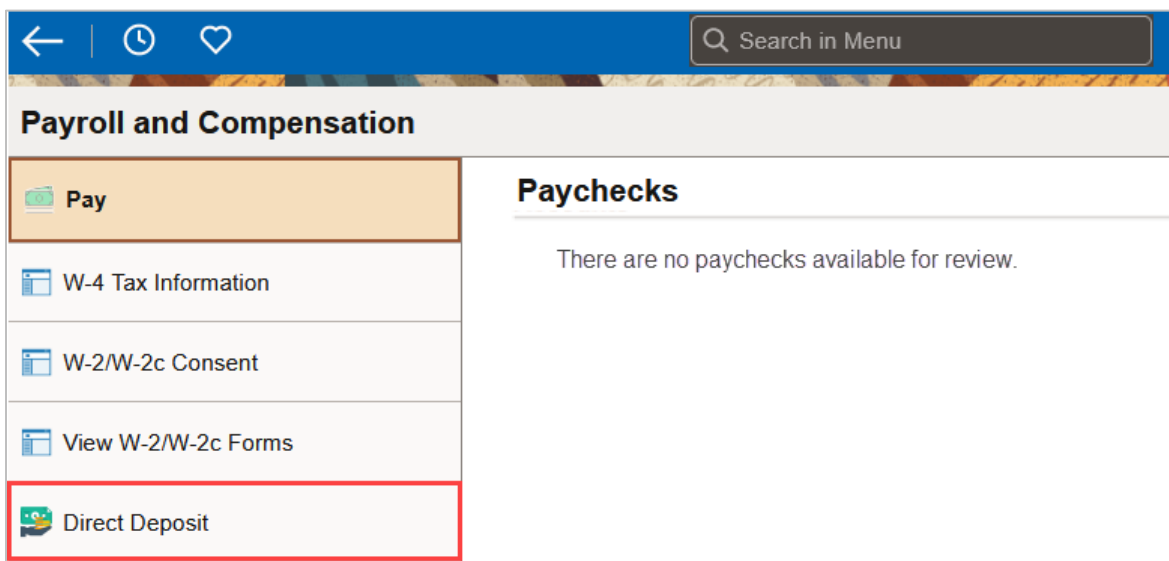 Search in Menu
Payroll and Compensation
Pay
W-4 Tax Information
W-2/W-2c Consent
View W-2/W-2c Forms
Direct Deposit
Paychecks
There are no paychecks available for review.